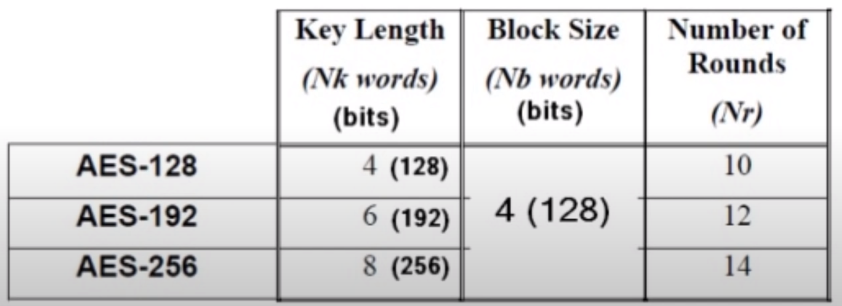 Key Length Block Size Number of
Rounds
(Nk words) (Nb words)
(bits) (bits) (Nr)
AES-128 4 (128) 10
AES-192 6 (192) 4 (128) 12
AES-256 8 (256) 14